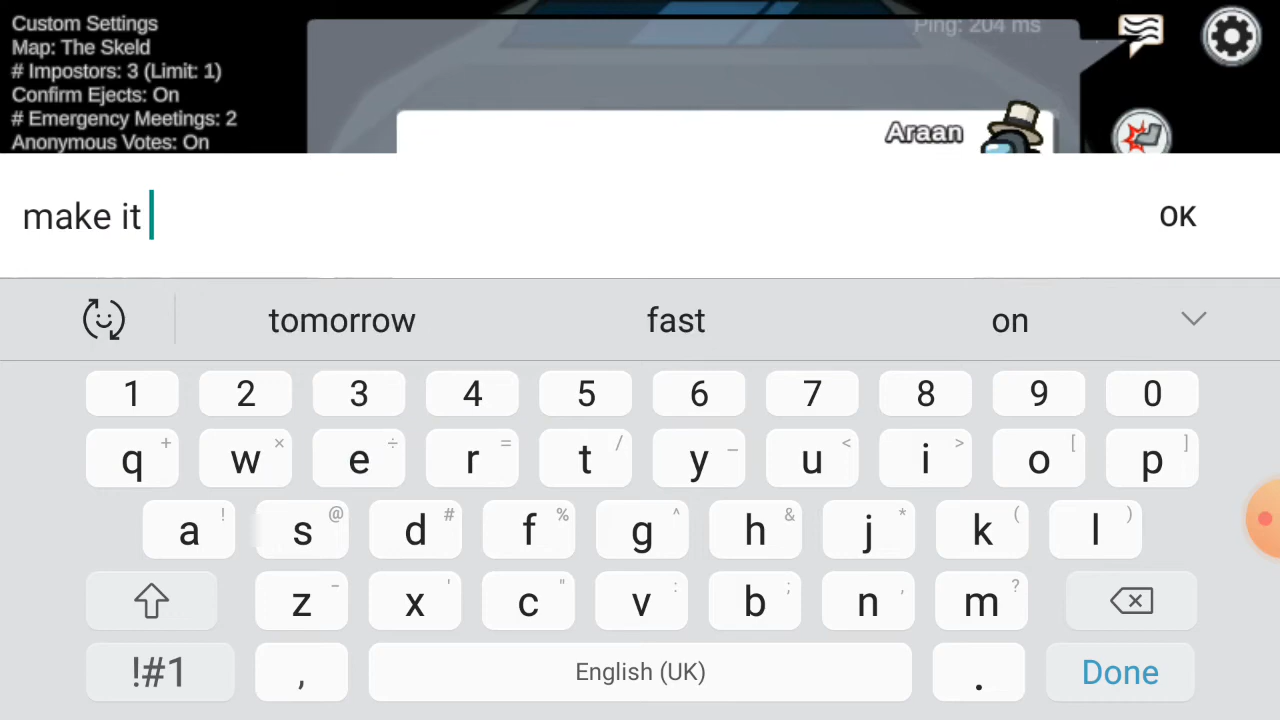 Custom Settings
Map: The Skeld
# Impostors: 3 (Limit: 1)
Confirm Ejects: On
# Emergency Meetings: 2
Anonymous Votes: On
Ping: 204 ms
Araan
make it
OK
tomorrow fast on
1 2 3 4 5 6 7 8 9 0
q + w × e ÷ r = t / y _ u < i > o [ p ]
a ! s @ d # f % g ^ h & j * k ( l )
z - x ' c " v : b ; n , m ?
!#1 , English (UK) . Done